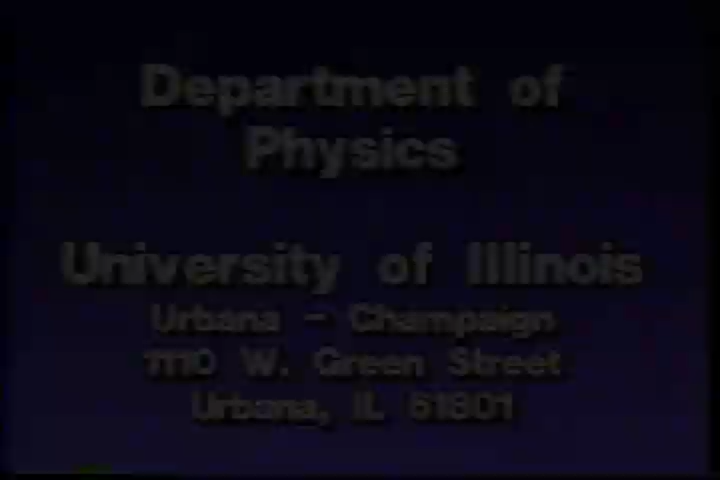 Department of
Physics
University of Illinois
Urbana - Champaign
1110 W. Green Street
Urbana, IL 61801